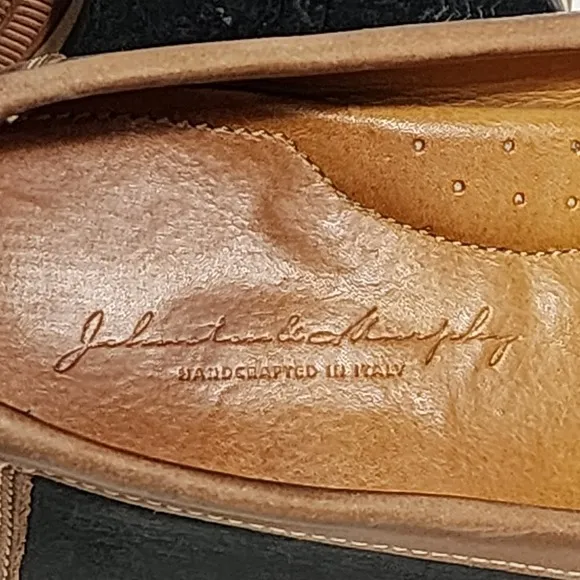 Johnston & Murphy
HANDCRAFTED IN ITALY